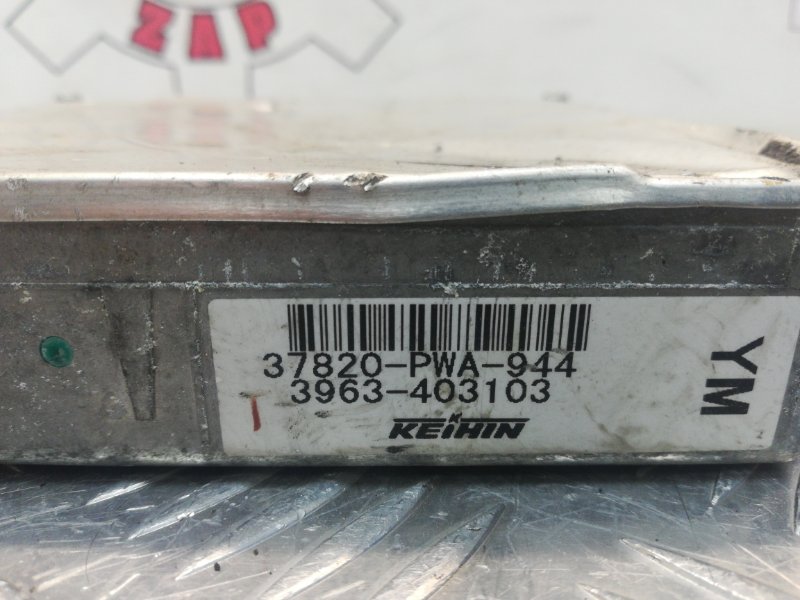 ZAP
37820-PWA-944
3963-403103
KEIHIN
YM